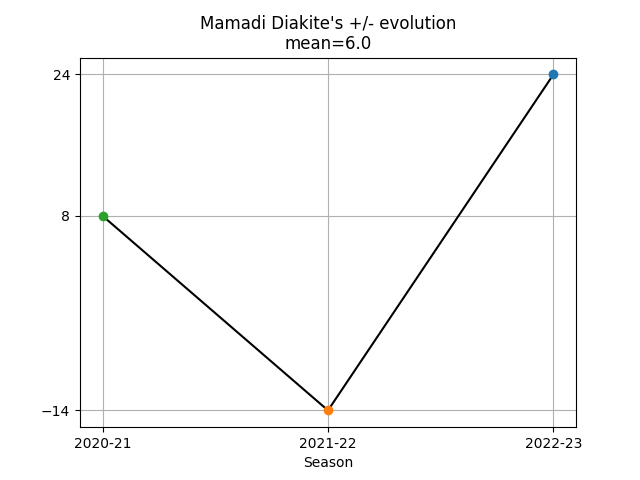 Mamadi Diakite's +/- evolution
mean=6.0
24
8
−14
2020-21
2021-22
2022-23
Season